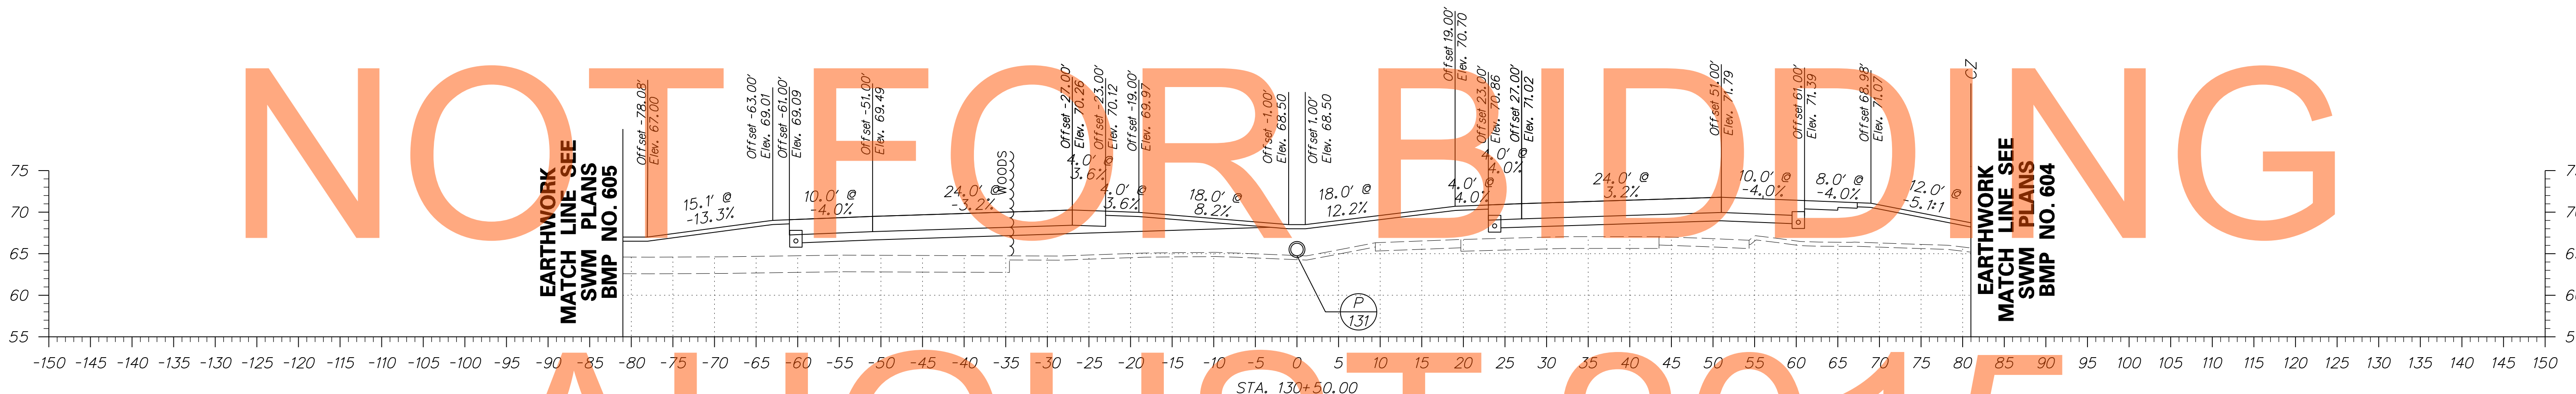 NOT FOR BIDDING
Offset -78.08'
Elev. 67.00
Offset -63.00'
Elev. 69.01
Offset -61.00'
Elev. 69.09
Offset -51.00'
Elev. 69.49
Offset -27.00'
Elev. 70.26
Offset -23.00'
Elev. 70.12
Offset -19.00'
Elev. 69.97
Offset -1.00'
Elev. 68.50
Offset 1.00'
Elev. 68.50
Offset 19.00'
Elev. 70.70
Offset 23.00'
Elev. 70.86
Offset 27.00'
Elev. 71.02
Offset 51.00'
Elev. 71.79
Offset 61.00'
Elev. 71.39
Offset 68.98'
Elev. 71.07
CZ
EARTHWORK
MATCH LINE SEE
SWM PLANS
BMP NO. 605
15.1' @
-13.3%
10.0' @
-4.0%
24.0' @
-3.2%
WOODS
4.0' @
3.6%
4.0' @
3.6%
18.0' @
8.2%
18.0' @
12.2%
4.0' @
4.0%
4.0' @
4.0%
24.0' @
3.2%
10.0' @
-4.0%
8.0' @
-4.0%
12.0' @
-5.1:1
EARTHWORK
MATCH LINE SEE
SWM PLANS
BMP NO. 604
75
70
65
60
55
P
131
-150 -145 -140 -135 -130 -125 -120 -115 -110 -105 -100 -95 -90 -85 -80 -75 -70 -65 -60 -55 -50 -45 -40 -35 -30 -25 -20 -15 -10 -5 0 5 10 15 20 25 30 35 40 45 50 55 60 65 70 75 80 85 90 95 100 105 110 115 120 125 130 135 140 145 150
STA. 130+50.00